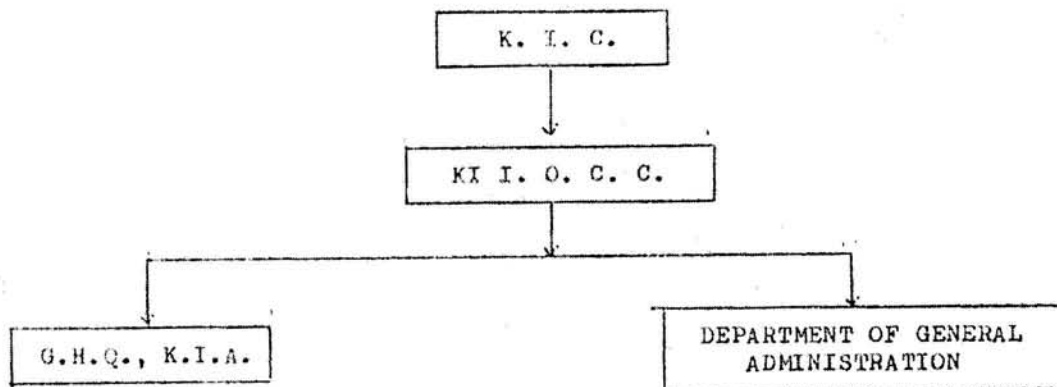 K. I. C.
KI I. O. C. C.
G.H.Q., K.I.A.
DEPARTMENT OF GENERAL
ADMINISTRATION